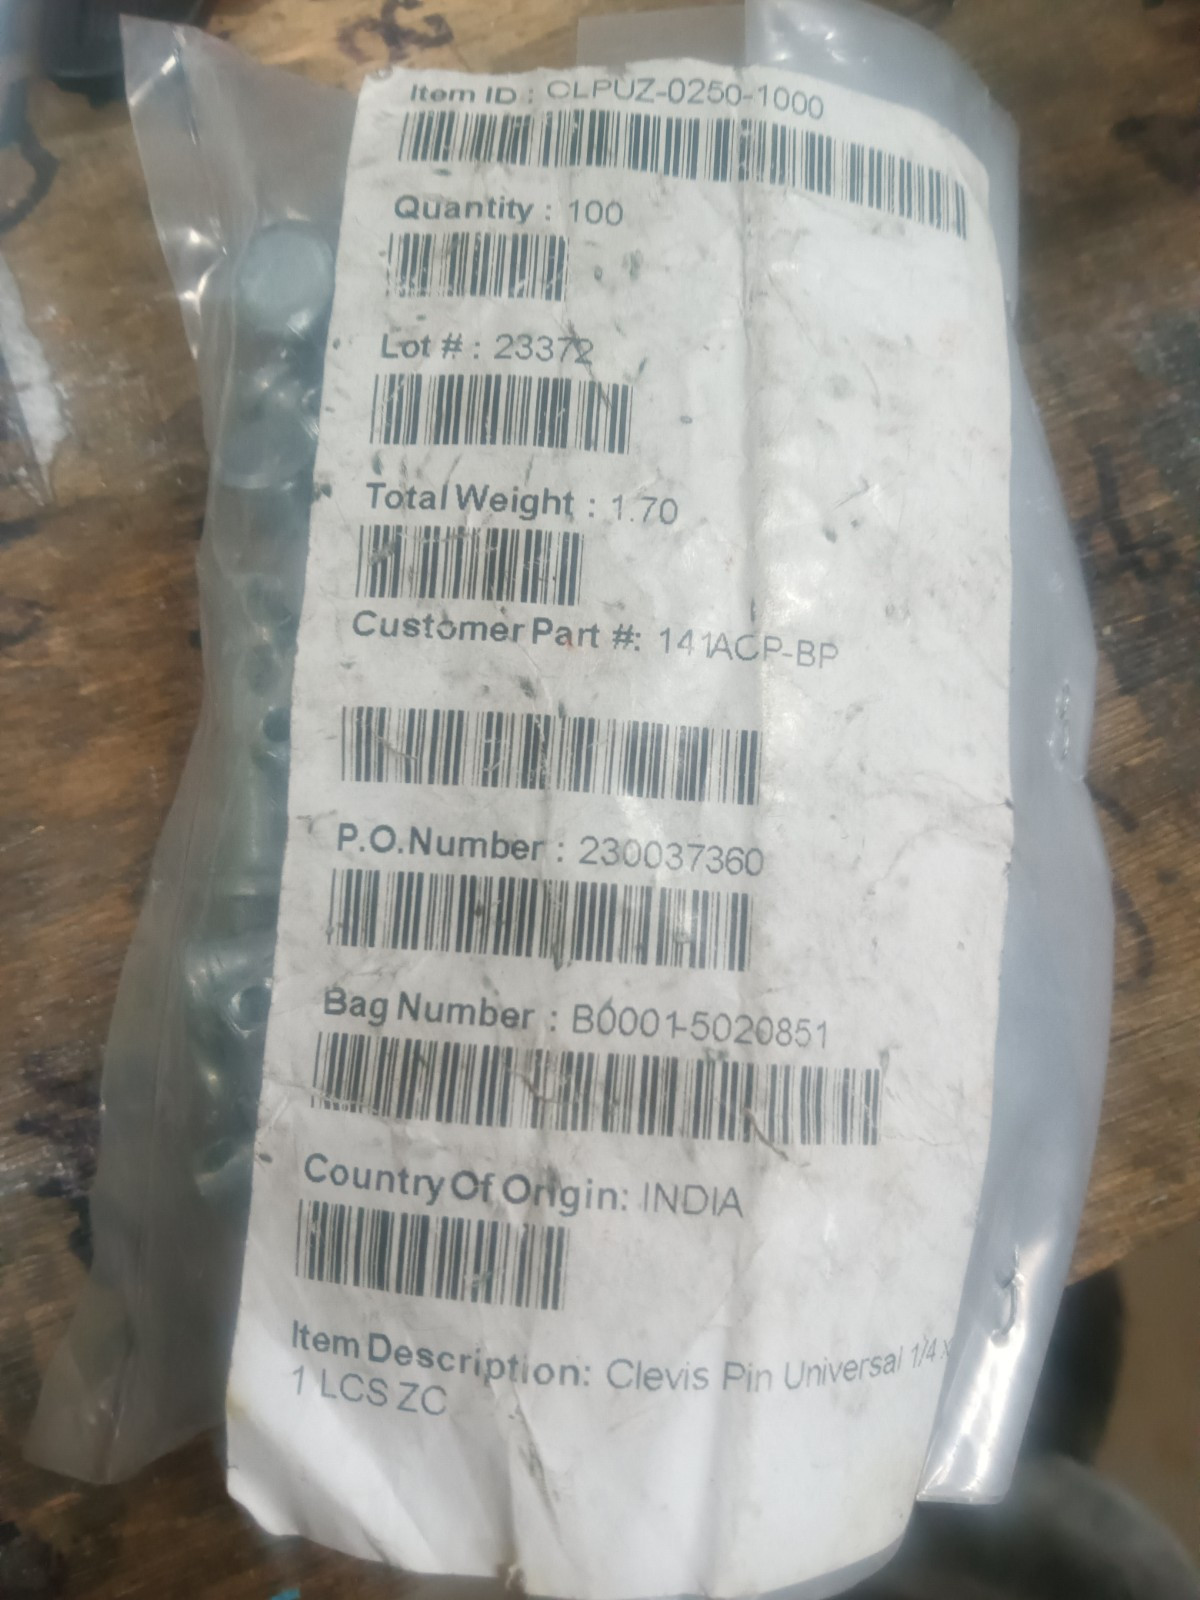 Item ID : CLPUZ-0250-1000
Quantity : 100
Lot # : 23372
Total Weight : 1.70
Customer Part #: 141ACP-BP
P.O.Number : 230037360
Bag Number : B0001-5020851
Country Of Origin: INDIA
Item Description: Clevis Pin Universal 1/4 x
1 LCS ZC